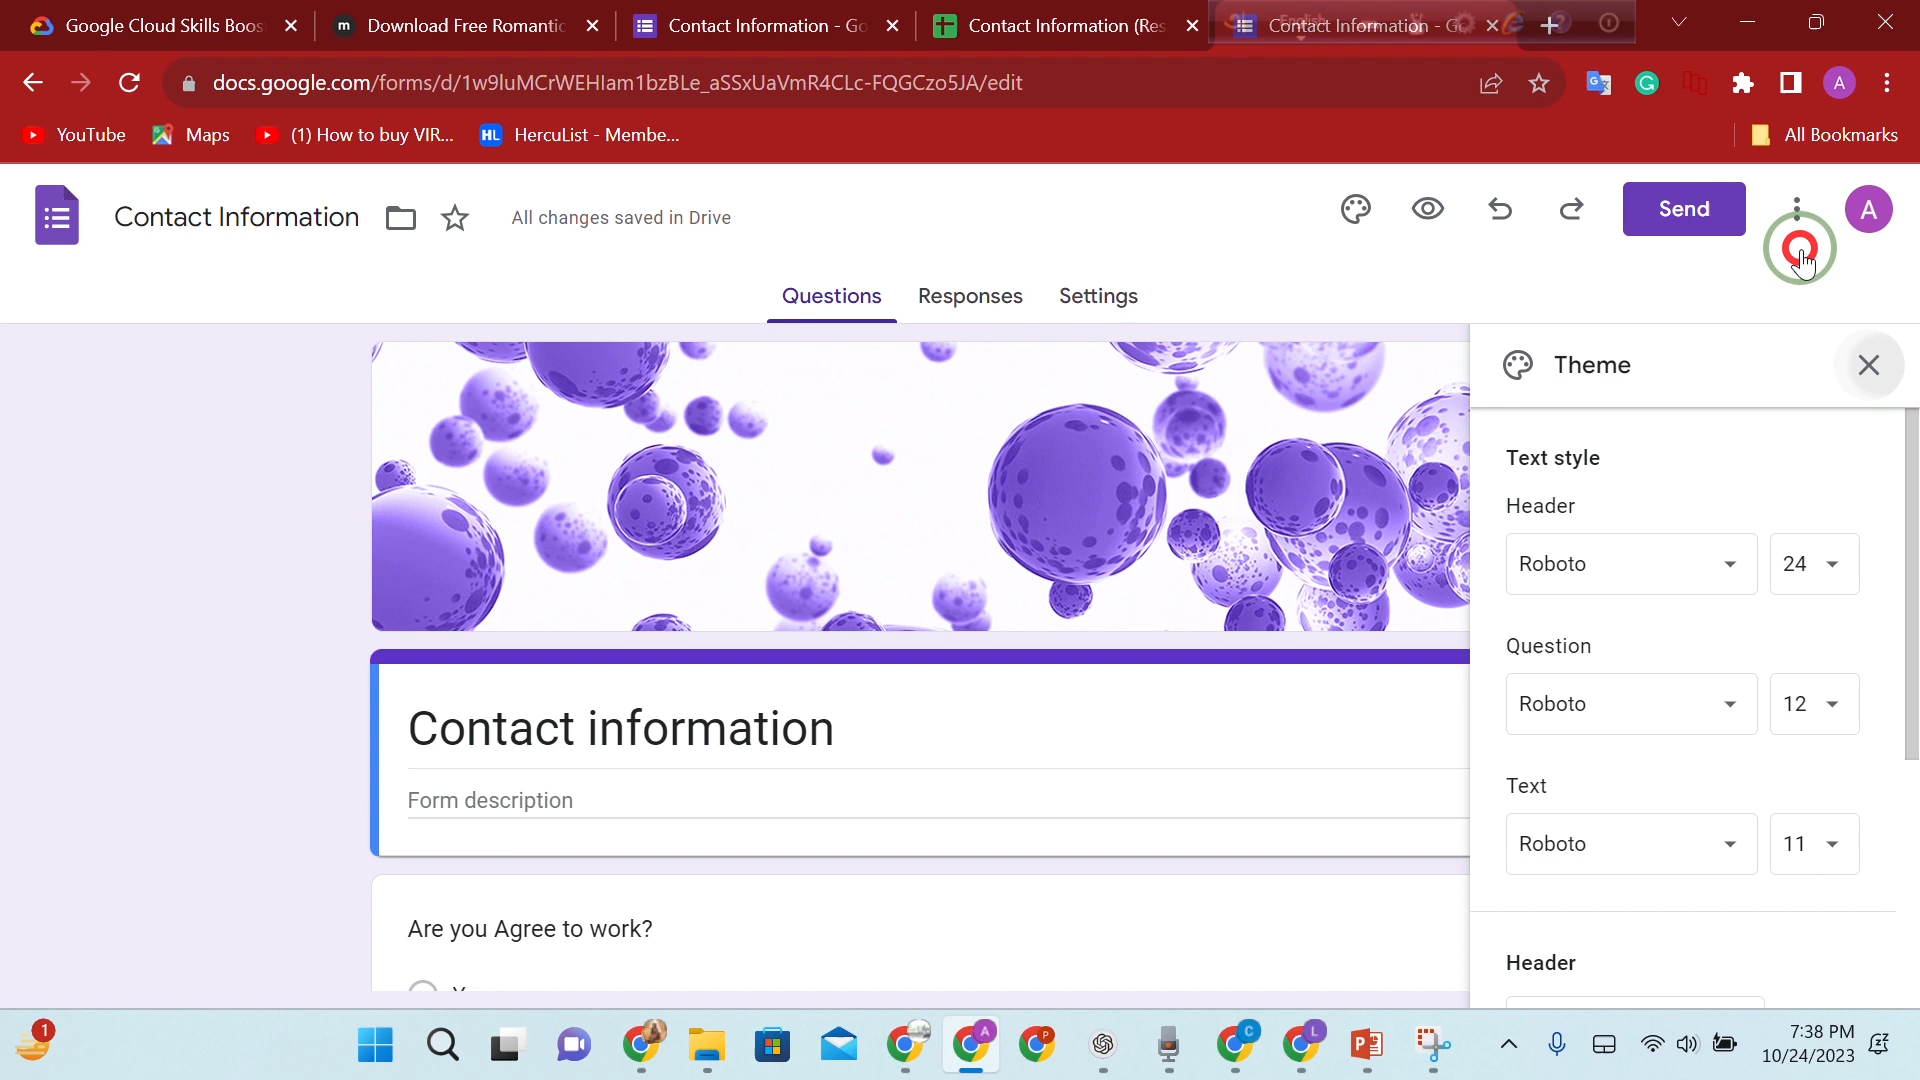 Google Cloud Skills Boos
Download Free Romantic
Contact Information - Go
Contact Information (Res
Contact Information - G
docs.google.com/forms/d/1w9luMCrWEHlam1bzBLe_aSSxUaVmR4CLc-FQGCzo5JA/edit
A
YouTube
Maps
(1) How to buy VIR...
HL
HercuList - Membe...
All Bookmarks
Contact Information
All changes saved in Drive
Send
A
Questions
Responses
Settings
Theme
Text style
Header
Roboto
24
Question
Roboto
12
Text
Roboto
11
Header
Contact information
Form description
Are you Agree to work?
1
A
P
C
L
7:38 PM
10/24/2023